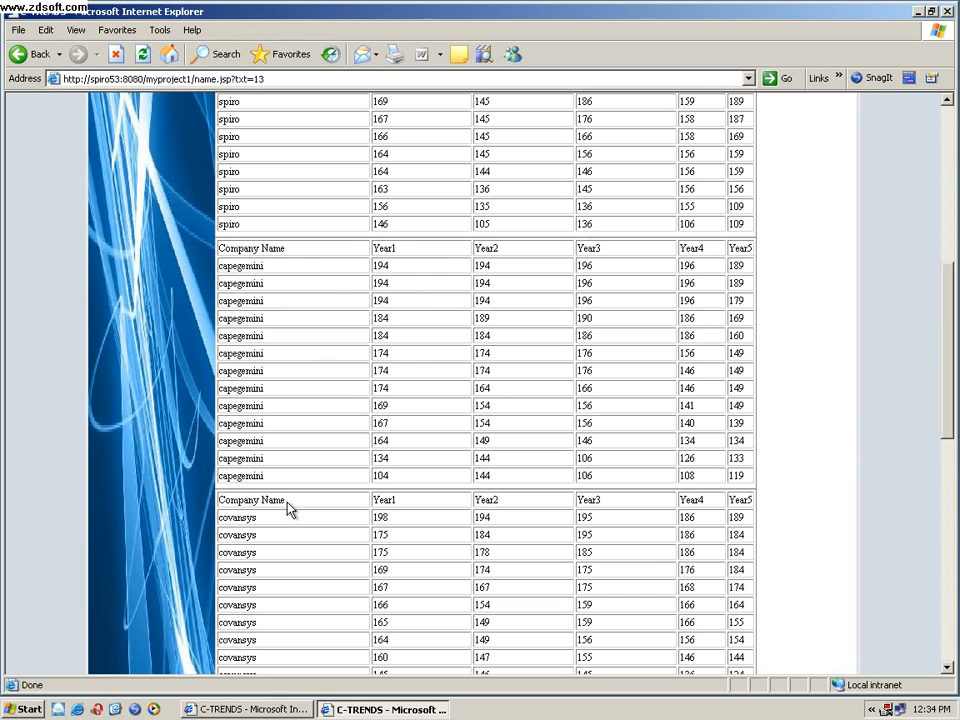 www.zdsoft.com
C-TRENDS - Microsoft Internet Explorer
File Edit View Favorites Tools Help
Back Search Favorites
Address http://spiro53:8080/myproject1/name.jsp?txt=13 Go Links » SnagIt
spiro 169 145 186 159 189
spiro 167 145 176 158 187
spiro 166 145 166 158 169
spiro 164 145 156 156 159
spiro 164 144 146 156 159
spiro 163 136 145 156 156
spiro 156 135 136 155 109
spiro 146 105 136 106 109
Company Name Year1 Year2 Year3 Year4 Year5
capegemini 194 194 196 196 189
capegemini 194 194 196 196 189
capegemini 194 194 196 196 179
capegemini 184 189 190 186 169
capegemini 184 184 186 186 160
capegemini 174 174 176 156 149
capegemini 174 174 176 146 149
capegemini 174 164 166 146 149
capegemini 169 154 156 141 149
capegemini 167 154 156 140 139
capegemini 164 149 146 134 134
capegemini 134 144 106 126 133
capegemini 104 144 106 108 119
Company Name Year1 Year2 Year3 Year4 Year5
covansys 198 194 195 186 189
covansys 175 184 195 186 184
covansys 175 178 185 186 184
covansys 169 174 175 176 184
covansys 167 167 175 168 174
covansys 166 154 159 166 164
covansys 165 149 159 166 155
covansys 164 149 156 156 154
covansys 160 147 155 146 144
Done Local intranet
Start C-TRENDS - Microsoft In... C-TRENDS - Microsoft ... « 12:34 PM